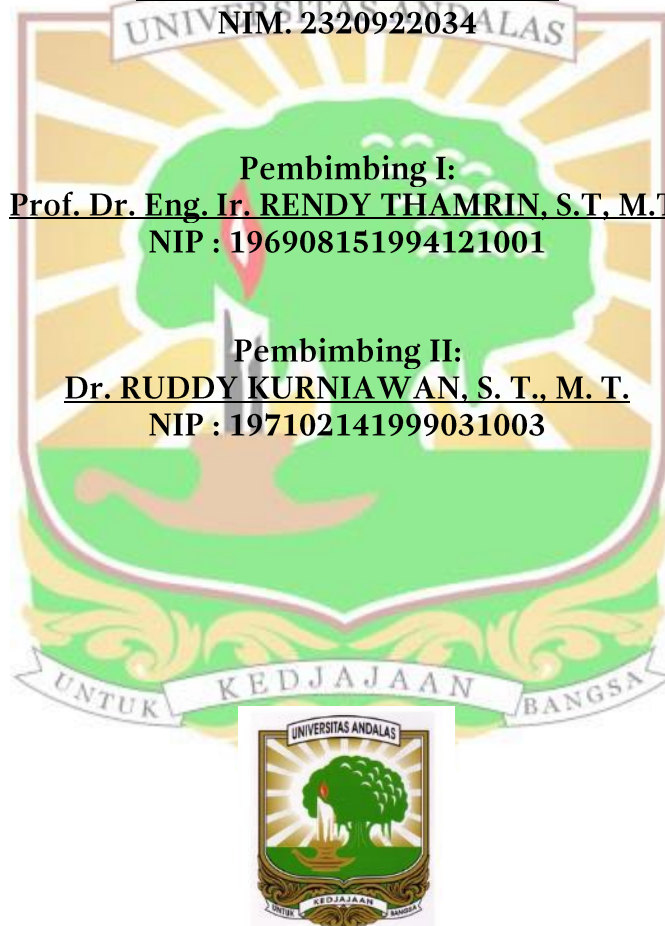 UNIVERSITAS ANDALAS
NIM. 2320922034
Pembimbing I:
Prof. Dr. Eng. Ir. RENDY THAMRIN, S.T, M.T
NIP : 196908151994121001
Pembimbing II:
Dr. RUDDY KURNIAWAN, S. T., M. T.
NIP : 197102141999031003
UNTUK KEDJAJAAN BANGSA
UNIVERSITAS ANDALAS
UNTUK KEDJAJAAN BANGSA